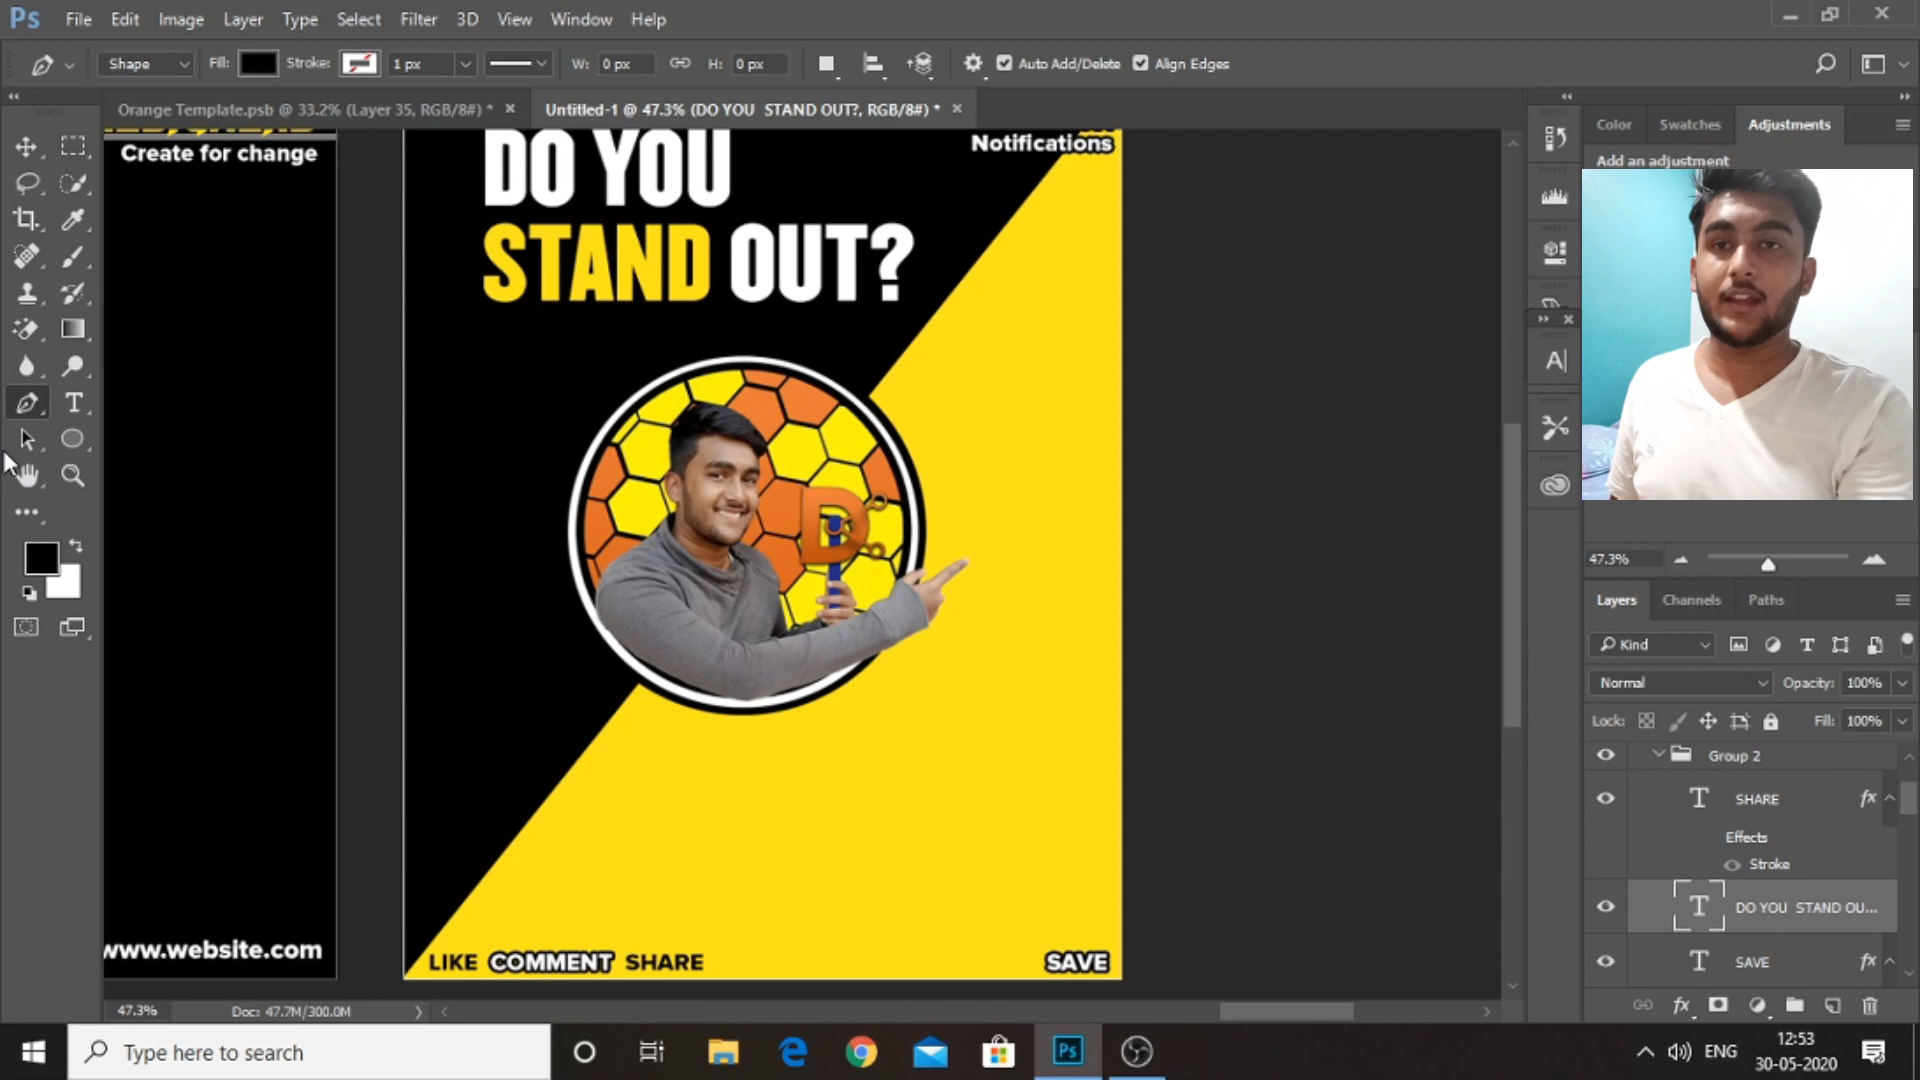 Ps File Edit Image Layer Type Select Filter 3D View Window Help
Shape Fill: Stroke: 1 px W: 0 px H: 0 px Auto Add/Delete Align Edges
Orange Template.psb @ 33.2% (Layer 35, RGB/8#) * Untitled-1 @ 47.3% (DO YOU STAND OUT?, RGB/8#) *
Color Swatches Adjustments
Add an adjustment
Create for change
Notifications
DO YOU
STAND OUT?
D
www.website.com
LIKE COMMENT SHARE SAVE
47.3%
Layers Channels Paths
Kind
Normal Opacity: 100%
Lock: Fill: 100%
Group 2
SHARE fx
Effects
Stroke
DO YOU STAND OU...
SAVE fx
fx
47.3% Doc: 47.7M/300.0M
Type here to search
Ps
ENG
12:53
30-05-2020